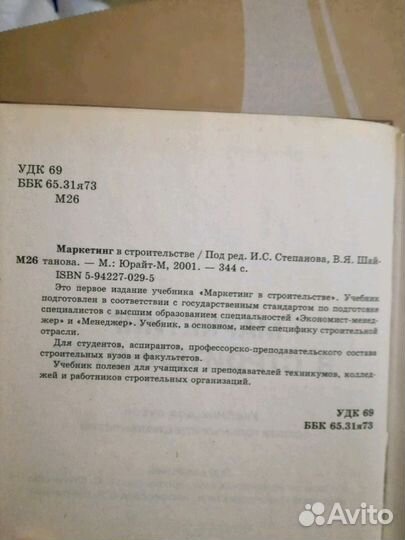 УДК 69
ББК 65.31я73
М26
Маркетинг в строительстве / Под ред. И.С. Степанова, В.Я. Шай-
М26 танова. — М.: Юрайт-М, 2001. — 344 с.
ISBN 5-94227-029-5
Это первое издание учебника «Маркетинг в строительстве». Учебник
подготовлен в соответствии с государственным стандартом по подготовке
специалистов с высшим образованием специальностей «Экономист-менед-
жер» и «Менеджер». Учебник, в основном, имеет специфику строительной
отрасли.
Для студентов, аспирантов, профессорско-преподавательского состава
строительных вузов и факультетов.
Учебник полезен для учащихся и преподавателей техникумов, коллед-
жей и работников строительных организаций.
УДК 69
ББК 65.31я73
Avito